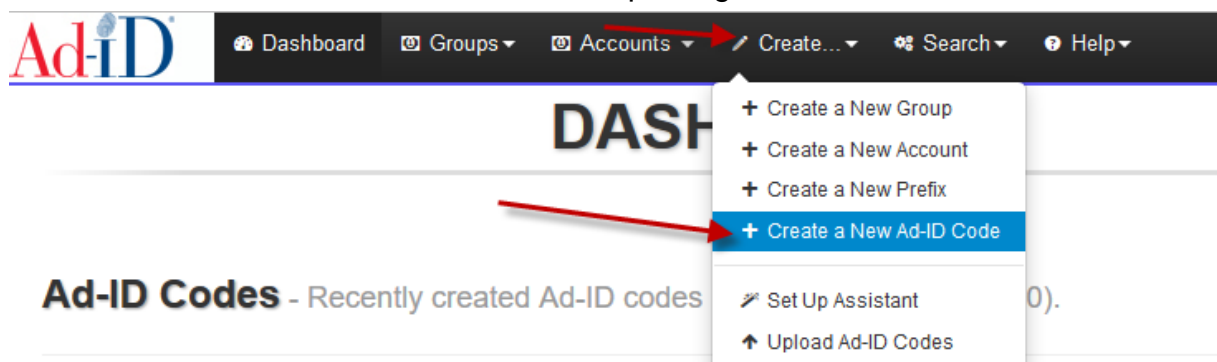 Ad-iD Dashboard Groups Accounts Create... Search Help
DASH
+ Create a New Group
+ Create a New Account
+ Create a New Prefix
+ Create a New Ad-ID Code
Ad-ID Codes - Recently created Ad-ID codes 0).
Set Up Assistant
Upload Ad-ID Codes